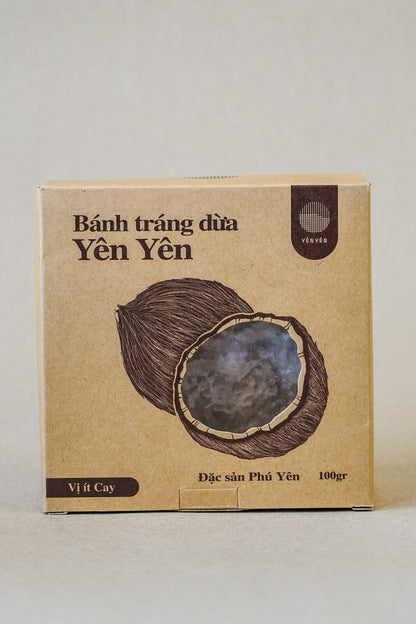 Bánh tráng dừa
Yên Yên
YÊN YÊN
Vị ít Cay
Đặc sản Phú Yên
100gr